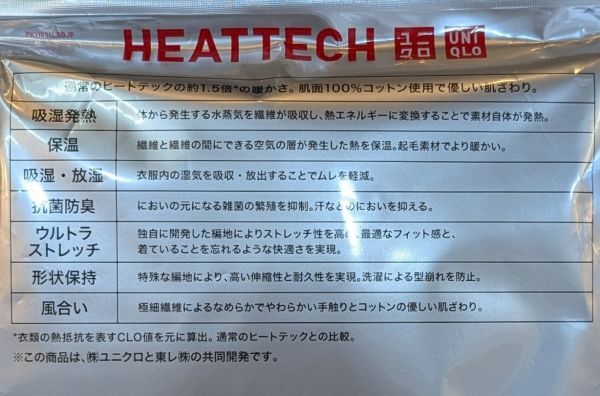 HEATTECH ユニクロ UNIQLO
通常のヒートテックの約1.5倍*の暖かさ。肌面100%コットン使用で優しい肌ざわり。
吸湿発熱 体から発生する水蒸気を繊維が吸収し、熱エネルギーに変換することで素材自体が発熱。
保温 繊維と繊維の間にできる空気の層が発生した熱を保温。起毛素材でより暖かい。
吸湿・放湿 衣服内の湿気を吸収・放出することでムレを軽減。
抗菌防臭 においの元になる雑菌の繁殖を抑制。汗などのにおいを抑える。
ウルトラストレッチ 独自に開発した編地によりストレッチ性を高め、最適なフィット感と、
着ていることを忘れるような快適さを実現。
形状保持 特殊な編地により、高い伸縮性と耐久性を実現。洗濯による型崩れを防止。
風合い 極細繊維によるなめらかでやわらかい手触りとコットンの優しい肌ざわり。
*衣類の熱抵抗を表すCLO値を元に算出。通常のヒートテックとの比較。
※この商品は、㈱ユニクロと東レ㈱の共同開発です。